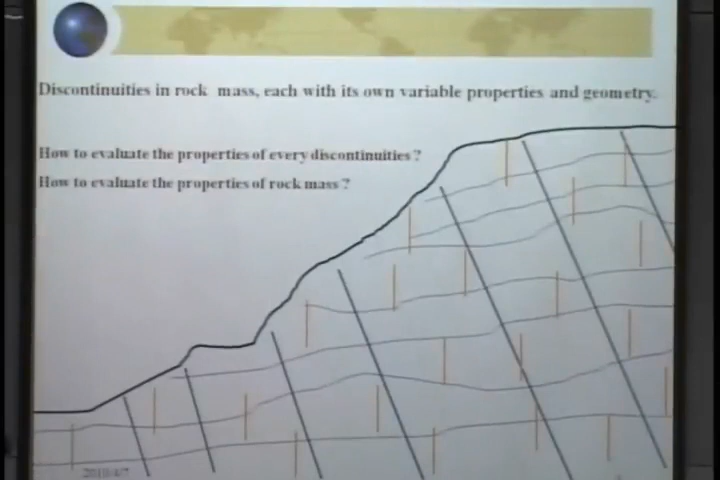 Discontinuities in rock mass, each with its own variable properties and geometry.
How to evaluate the properties of every discontinuities ?
How to evaluate the properties of rock mass ?